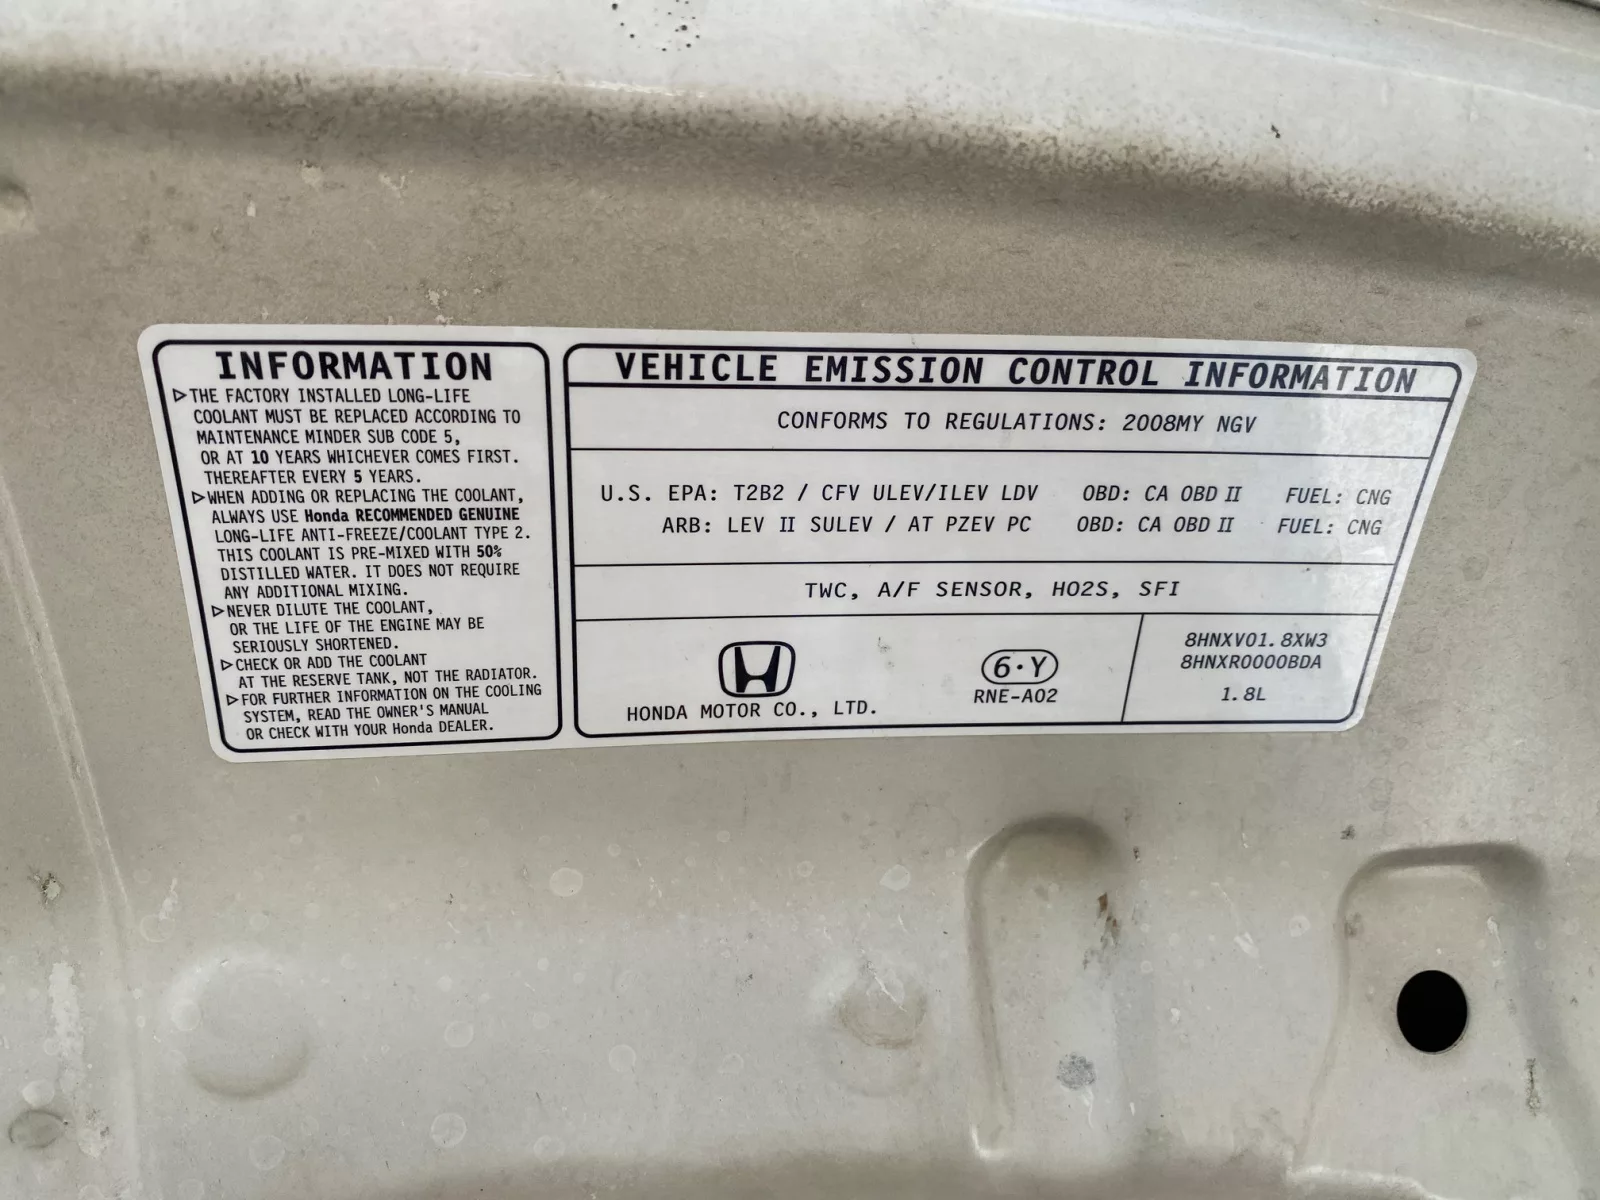 INFORMATION
▷THE FACTORY INSTALLED LONG-LIFE
COOLANT MUST BE REPLACED ACCORDING TO
MAINTENANCE MINDER SUB CODE 5,
OR AT 10 YEARS WHICHEVER COMES FIRST.
THEREAFTER EVERY 5 YEARS.
▷WHEN ADDING OR REPLACING THE COOLANT,
ALWAYS USE Honda RECOMMENDED GENUINE
LONG-LIFE ANTI-FREEZE/COOLANT TYPE 2.
THIS COOLANT IS PRE-MIXED WITH 50%
DISTILLED WATER. IT DOES NOT REQUIRE
ANY ADDITIONAL MIXING.
▷NEVER DILUTE THE COOLANT,
OR THE LIFE OF THE ENGINE MAY BE
SERIOUSLY SHORTENED.
▷CHECK OR ADD THE COOLANT
AT THE RESERVE TANK, NOT THE RADIATOR.
▷FOR FURTHER INFORMATION ON THE COOLING
SYSTEM, READ THE OWNER'S MANUAL
OR CHECK WITH YOUR Honda DEALER.
VEHICLE EMISSION CONTROL INFORMATION
CONFORMS TO REGULATIONS: 2008MY NGV
U.S. EPA: T2B2 / CFV ULEV/ILEV LDV OBD: CA OBD II FUEL: CNG
ARB: LEV II SULEV / AT PZEV PC OBD: CA OBD II FUEL: CNG
TWC, A/F SENSOR, HO2S, SFI
HONDA MOTOR CO., LTD.
6·Y
RNE-A02
8HNXV01.8XW3
8HNXR0000BDA
1.8L